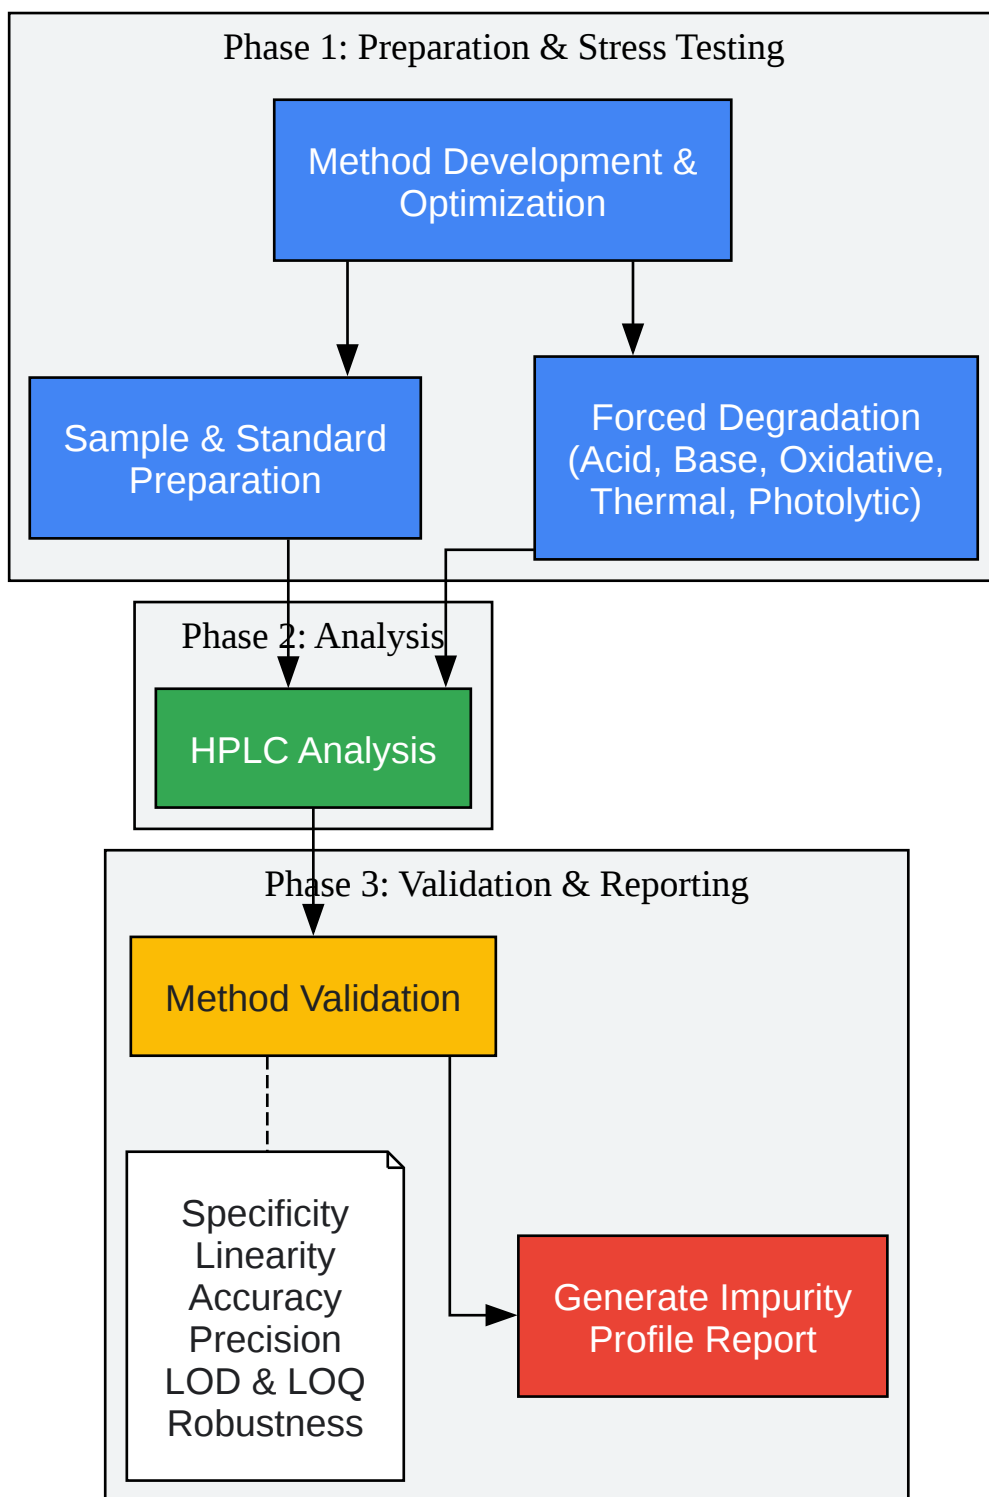 Phase 1: Preparation & Stress Testing
Method Development &
Optimization
Sample & Standard
Preparation
Forced Degradation
(Acid, Base, Oxidative,
Thermal, Photolytic)
Phase 2: Analysis
HPLC Analysis
Phase 3: Validation & Reporting
Method Validation
Specificity
Linearity
Accuracy
Precision
LOD & LOQ
Robustness
Generate Impurity
Profile Report